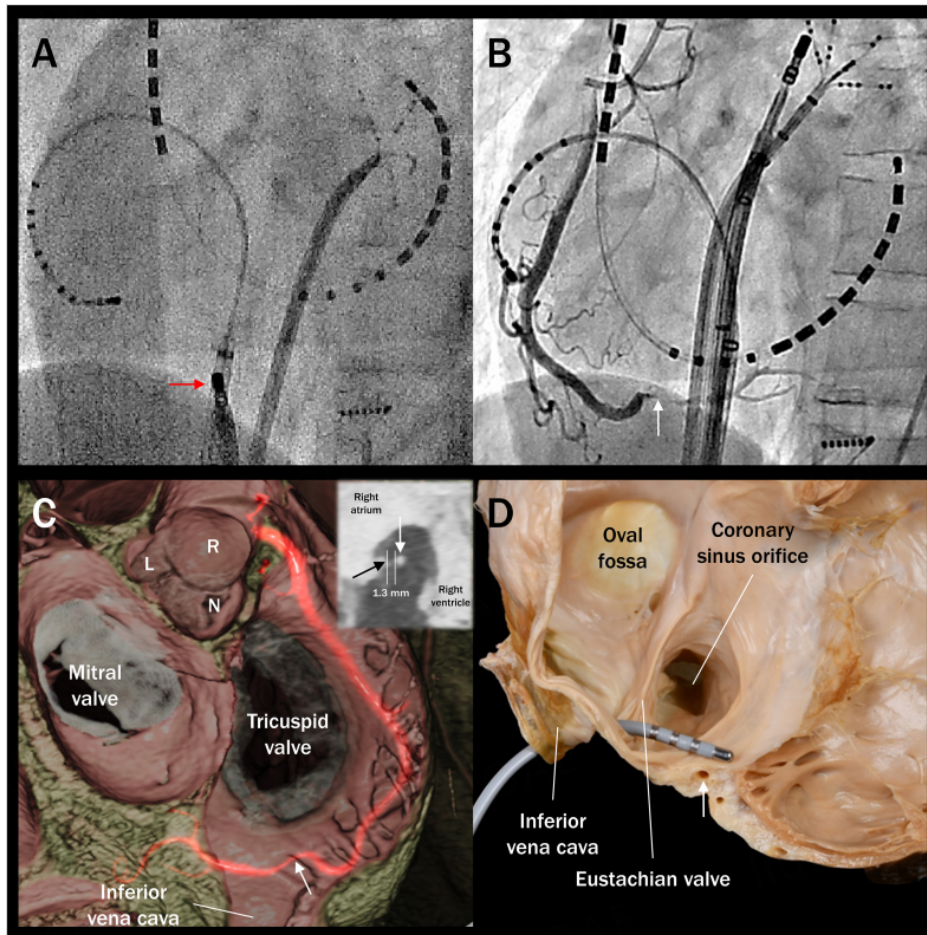 A
B
C
Right
atrium
1.3 mm
Right
ventricle
L
R
N
Mitral
valve
Tricuspid
valve
Inferior
vena cava
D
Oval
fossa
Coronary
sinus orifice
Inferior
vena cava
Eustachian valve